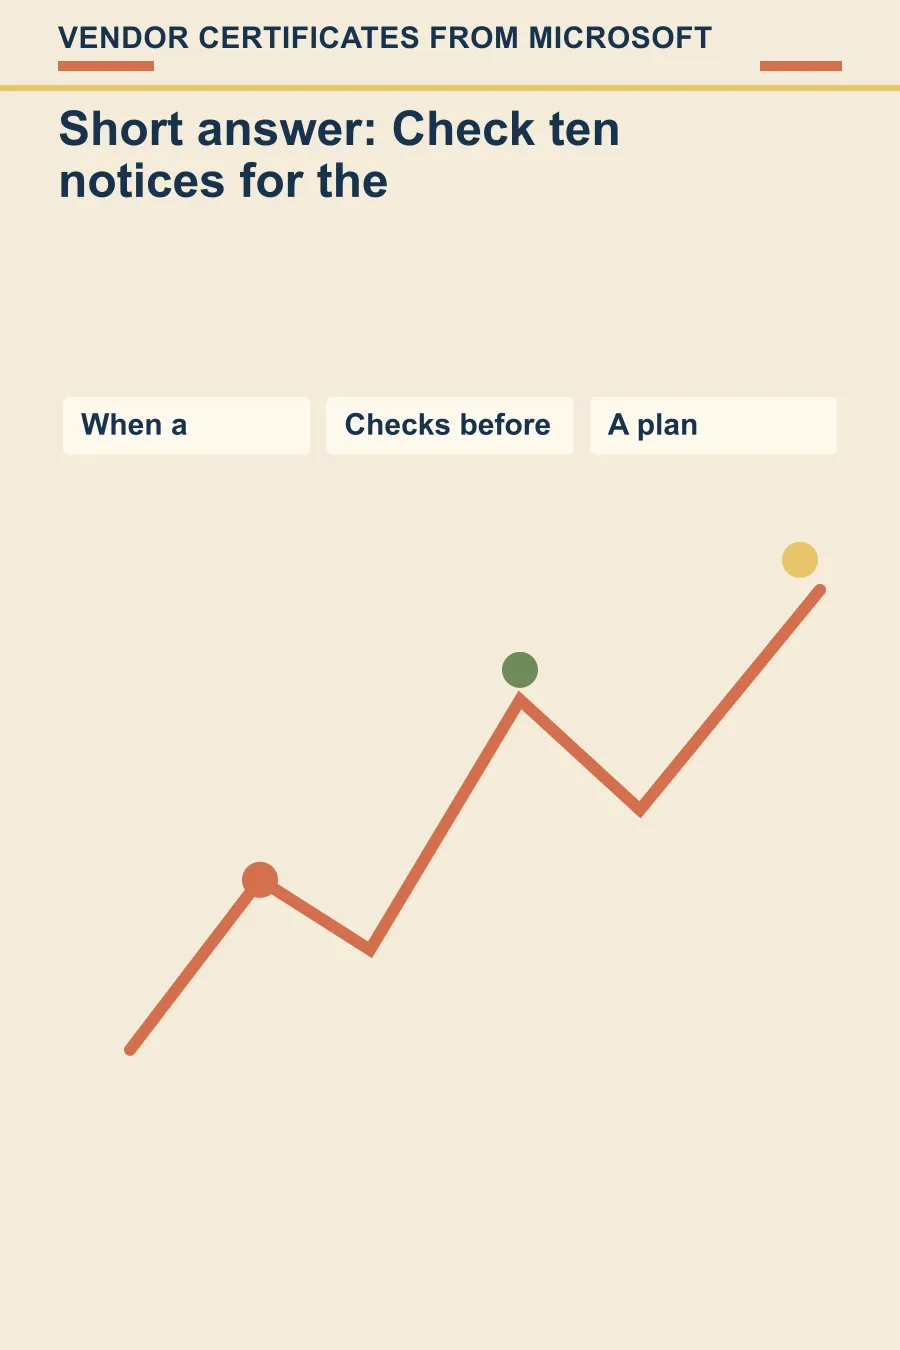 VENDOR CERTIFICATES FROM MICROSOFT
Short answer: Check ten
notices for the
When a
Checks before
A plan